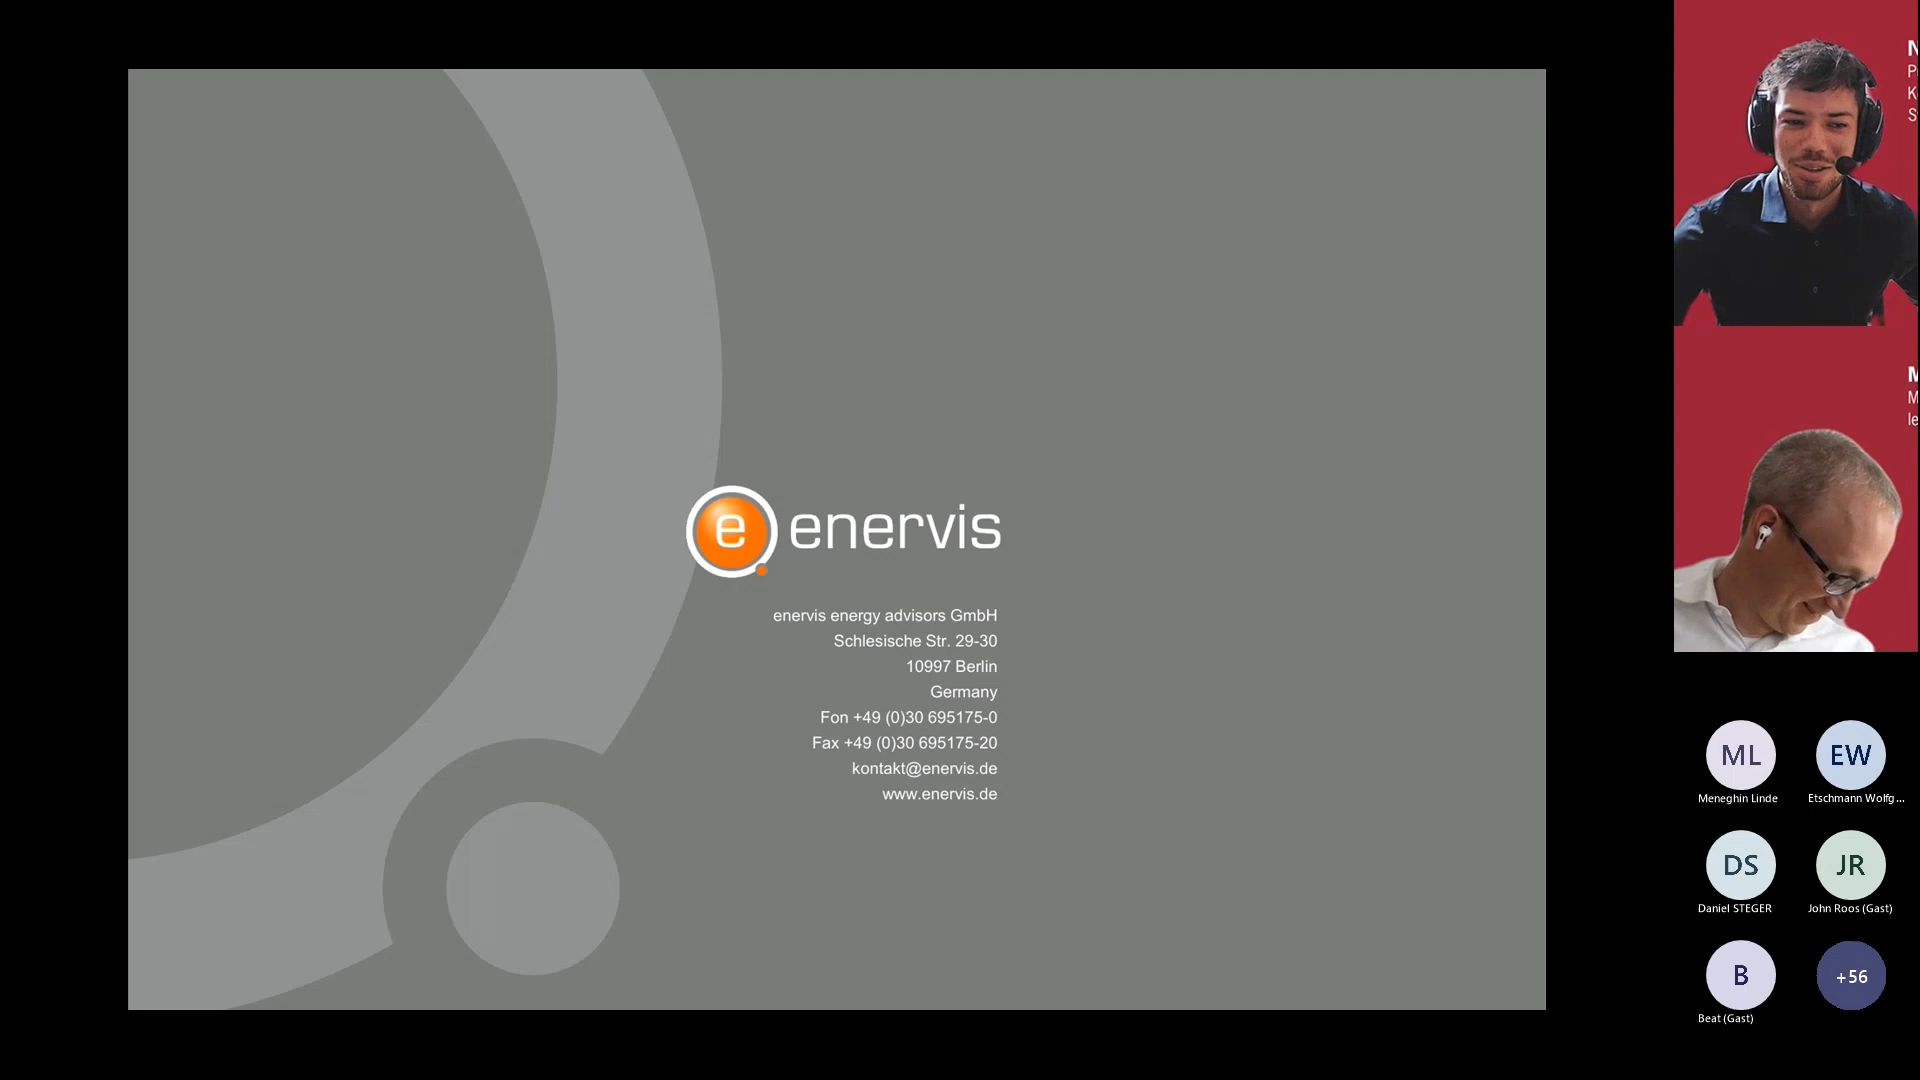 e enervis
enervis energy advisors GmbH
Schlesische Str. 29-30
10997 Berlin
Germany
Fon +49 (0)30 695175-0
Fax +49 (0)30 695175-20
kontakt@enervis.de
www.enervis.de
N
P
K
S
M
M
le
ML
Meneghin Linde
EW
Etschmann Wolfg...
DS
Daniel STEGER
JR
John Roos (Gast)
B
Beat (Gast)
+56